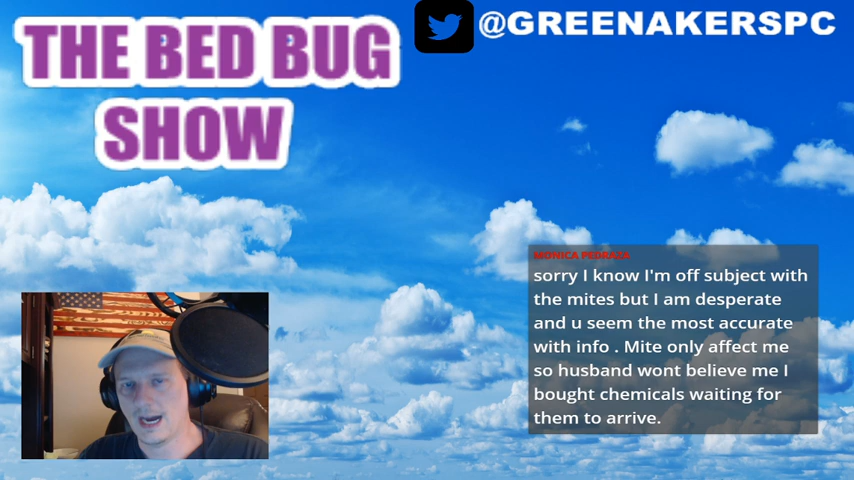 THE BED BUG
SHOW
@GREENAKERSPC
MONICA PEDRAZA
sorry I know I'm off subject with
the mites but I am desperate
and u seem the most accurate
with info . Mite only affect me
so husband wont believe me I
bought chemicals waiting for
them to arrive.